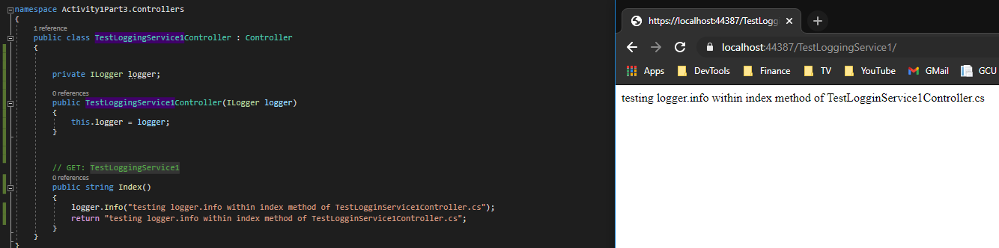 namespace Activity1Part3.Controllers
{
1 reference
public class TestLoggingService1Controller : Controller
{
private ILogger logger;
0 references
public TestLoggingService1Controller(ILogger logger)
{
this.logger = logger;
}
// GET: TestLoggingService1
0 references
public string Index()
{
logger.Info("testing logger.info within index method of TestLogginService1Controller.cs");
return "testing logger.info within index method of TestLogginService1Controller.cs";
}
}
}
https://localhost:44387/TestLoggi
localhost:44387/TestLoggingService1/
Apps DevTools Finance TV YouTube GMail GCU
testing logger.info within index method of TestLogginService1Controller.cs